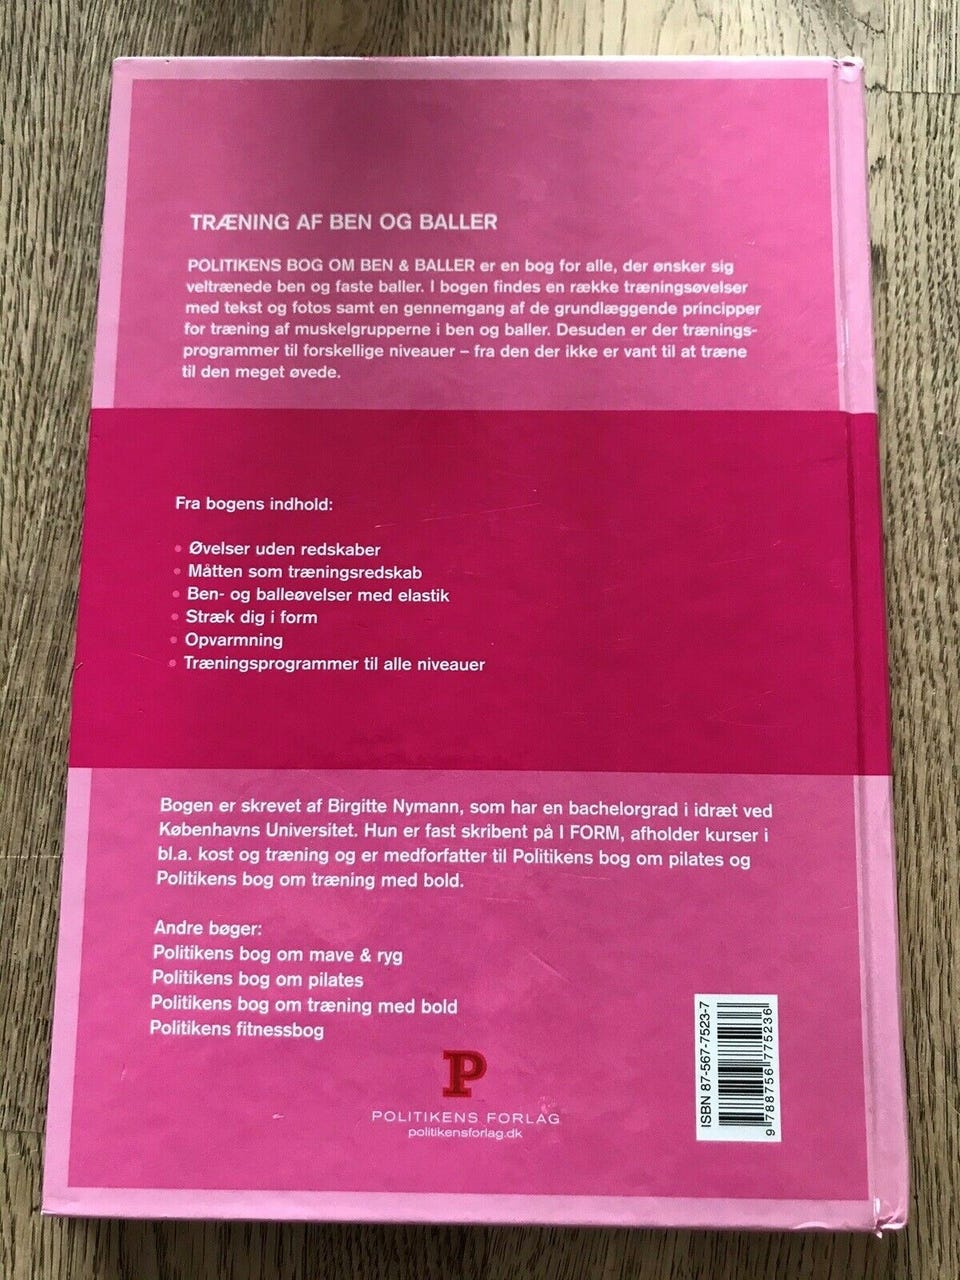 TRÆNING AF BEN OG BALLER
POLITIKENS BOG OM BEN & BALLER er en bog for alle, der ønsker sig
veltrænede ben og faste baller. I bogen findes en række træningsøvelser
med tekst og fotos samt en gennemgang af de grundlæggende principper
for træning af muskelgrupperne i ben og baller. Desuden er der trænings-
programmer til forskellige niveauer – fra den der ikke er vant til at træne
til den meget øvede.
Fra bogens indhold:
• Øvelser uden redskaber
• Måtten som træningsredskab
• Ben- og balleøvelser med elastik
• Stræk dig i form
• Opvarmning
• Træningsprogrammer til alle niveauer
Bogen er skrevet af Birgitte Nymann, som har en bachelorgrad i idræt ved
Københavns Universitet. Hun er fast skribent på I FORM, afholder kurser i
bl.a. kost og træning og er medforfatter til Politikens bog om pilates og
Politikens bog om træning med bold.
Andre bøger:
Politikens bog om mave & ryg
Politikens bog om pilates
Politikens bog om træning med bold
Politikens fitnessbog
P
POLITIKENS FORLAG
politikensforlag.dk
ISBN 87-567-7523-7
9 788756 775236